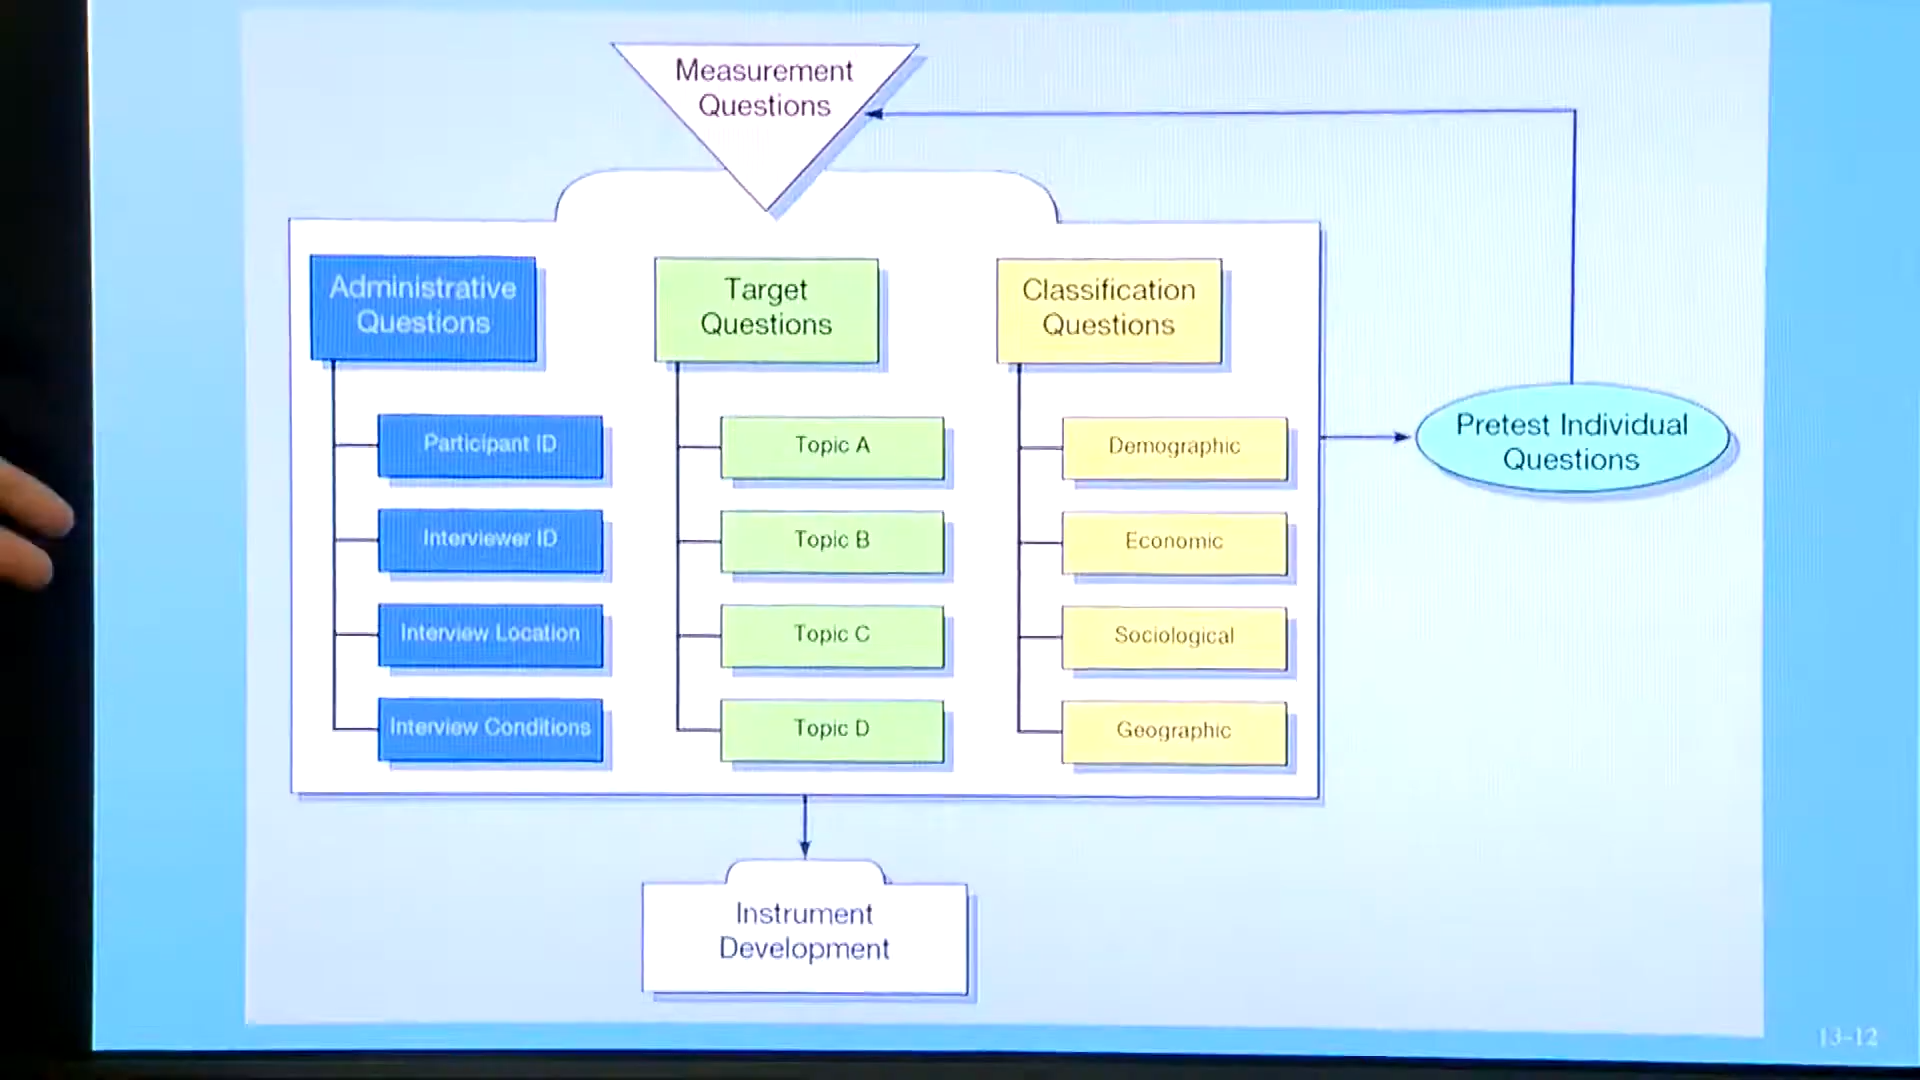 Measurement
Questions
Administrative
Questions
Participant ID
Interviewer ID
Interview Location
Interview Conditions
Target
Questions
Topic A
Topic B
Topic C
Topic D
Classification
Questions
Demographic
Economic
Sociological
Geographic
Pretest Individual
Questions
Instrument
Development
13-12